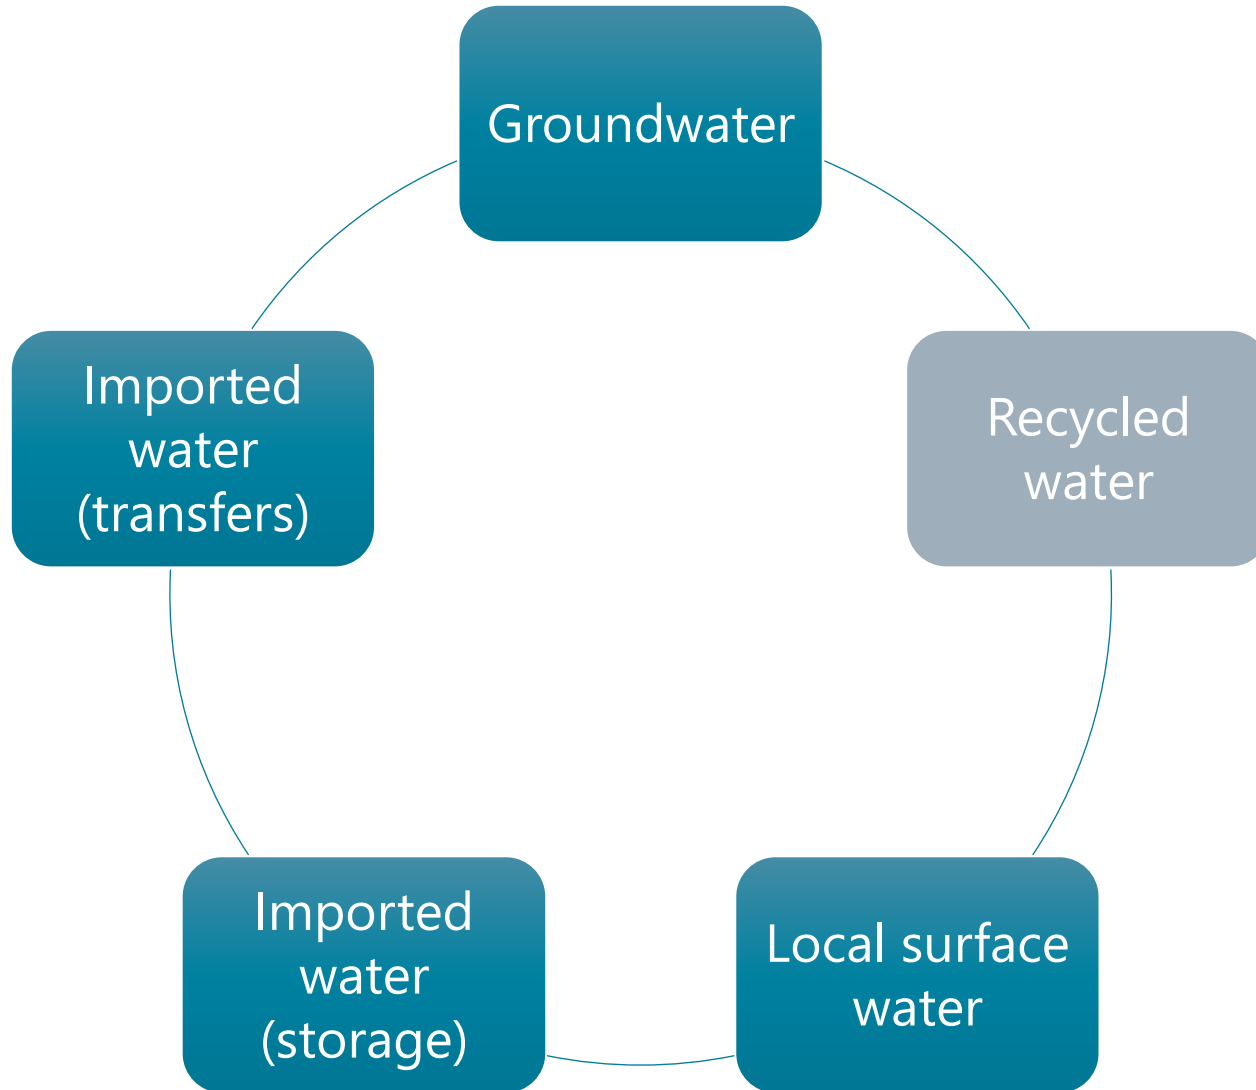 Groundwater
Imported
water
(transfers)
Recycled
water
Imported
water
(storage)
Local surface
water